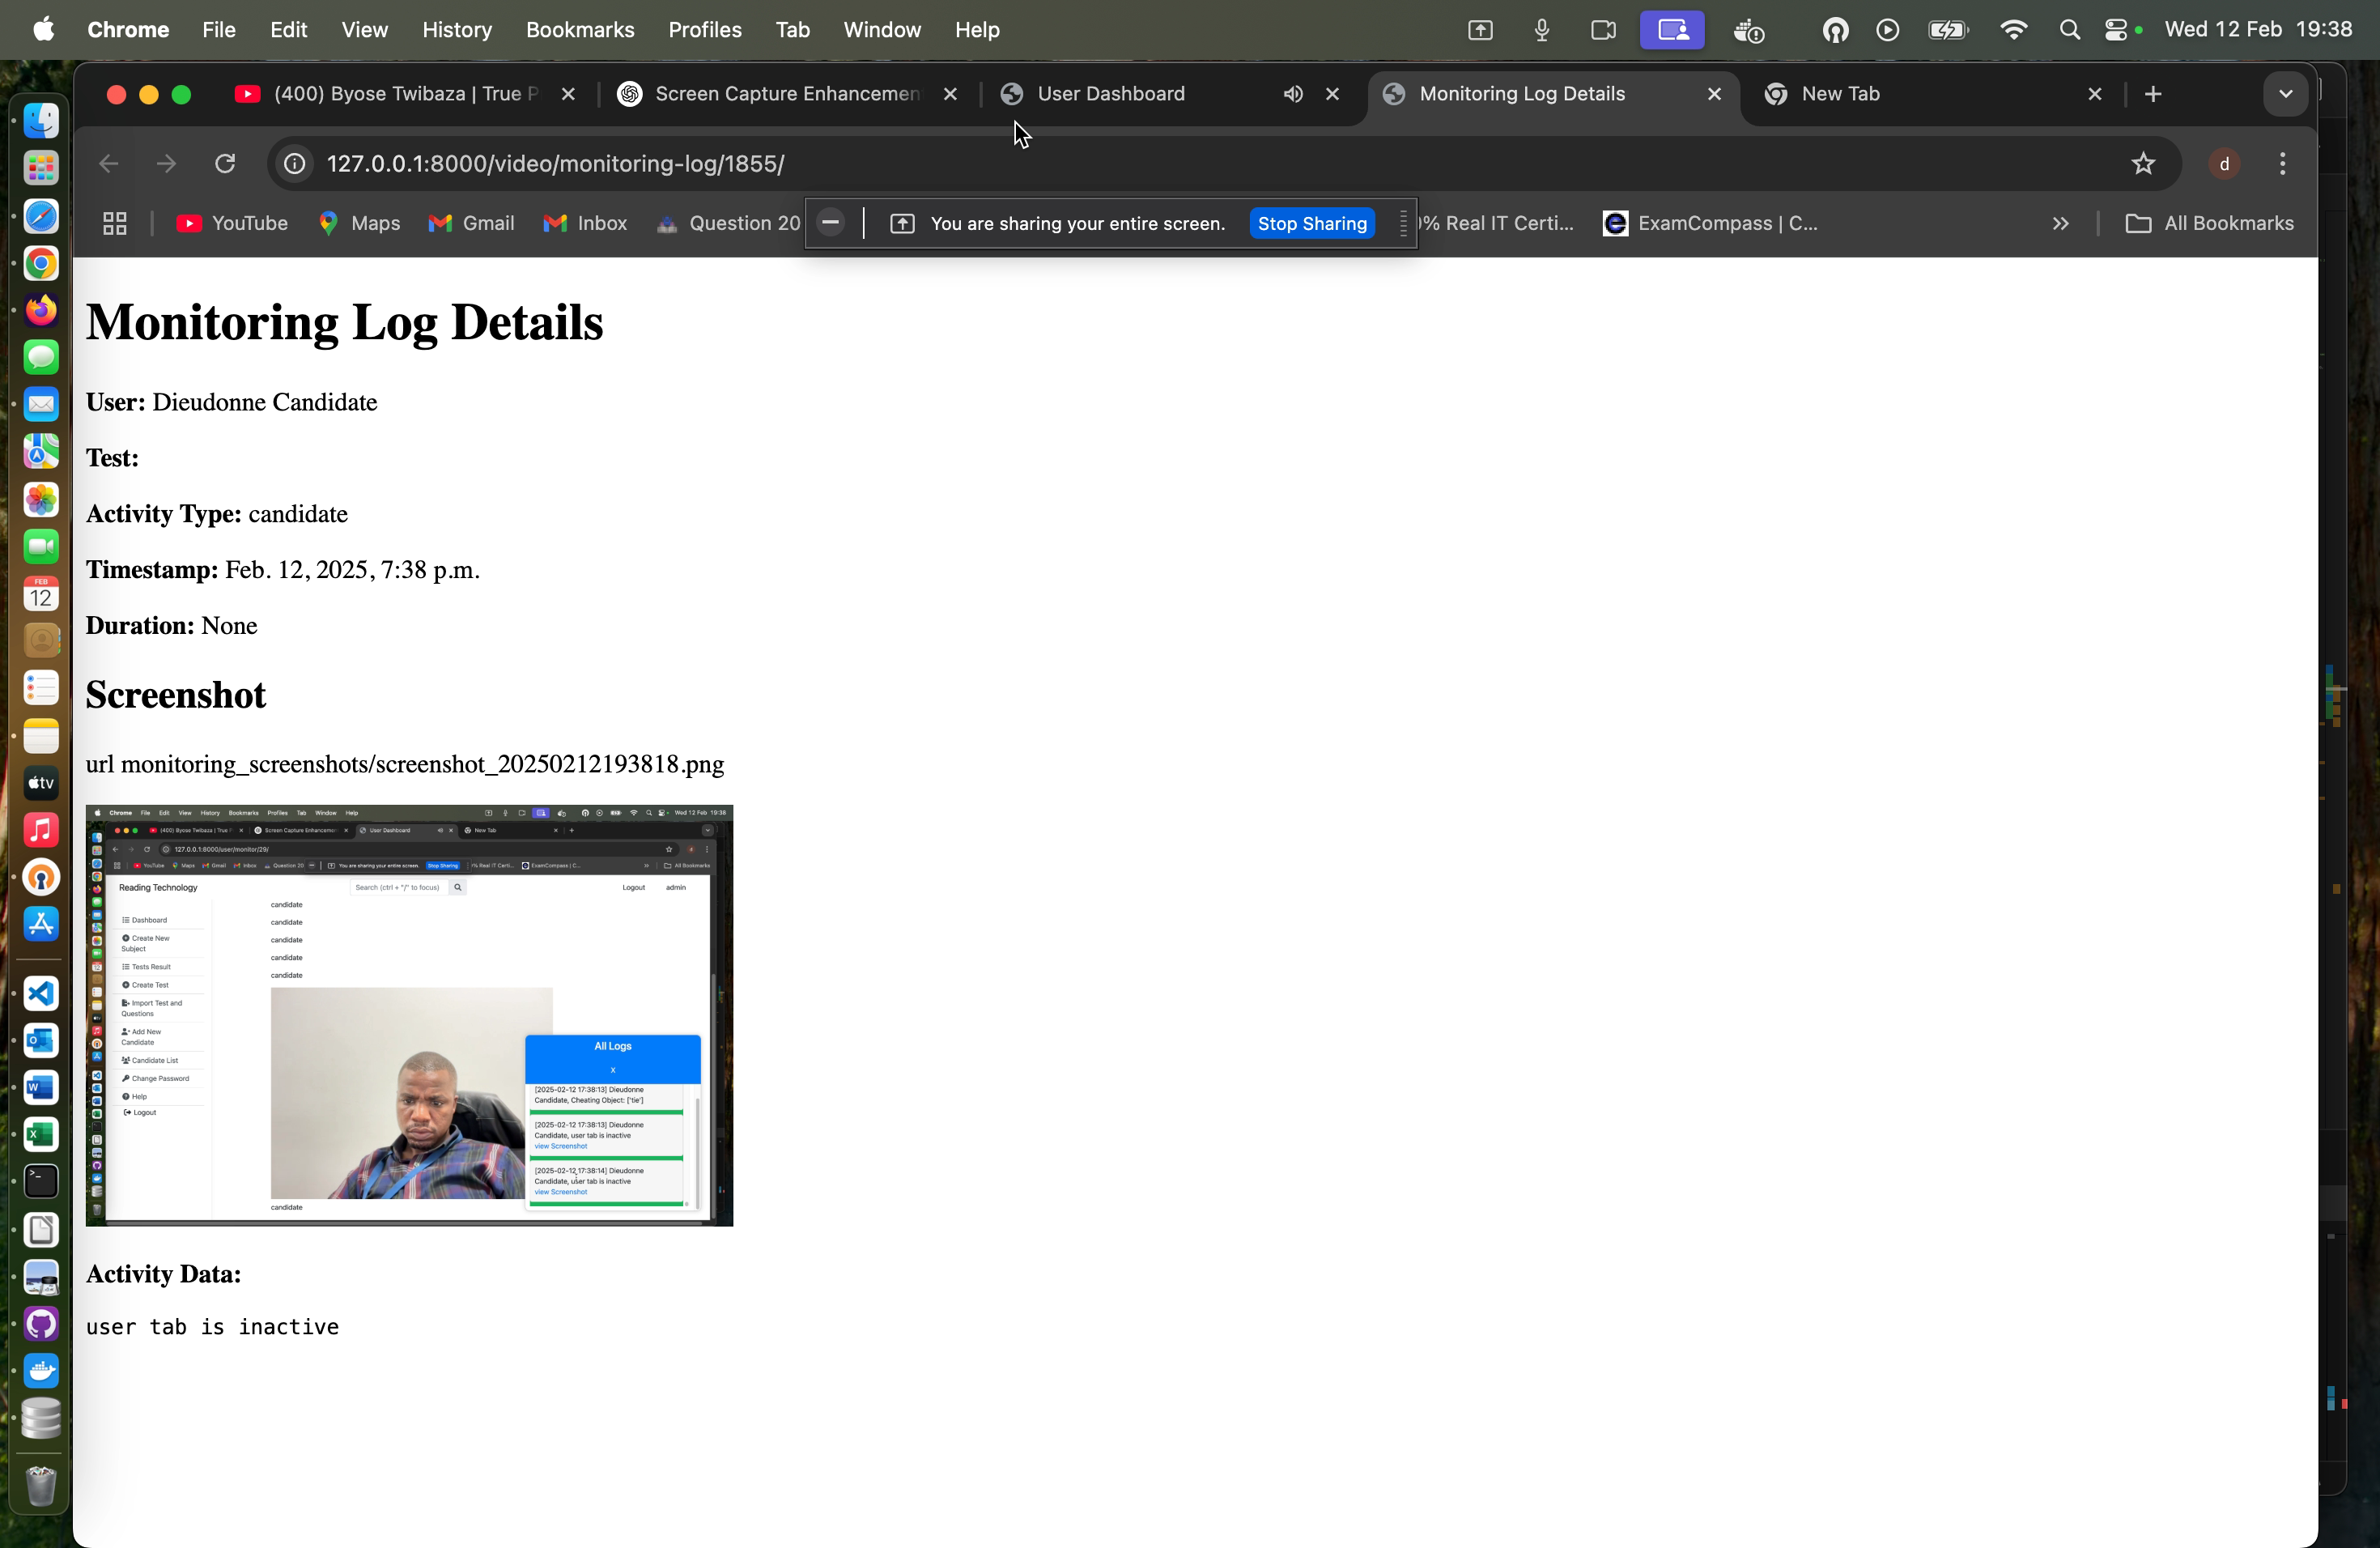 Chrome File Edit View History Bookmarks Profiles Tab Window Help Wed 12 Feb 19:38
(400) Byose Twibaza | True P Screen Capture Enhancemen User Dashboard Monitoring Log Details New Tab
127.0.0.1:8000/video/monitoring-log/1855/ d
YouTube Maps Gmail Inbox Question 20 You are sharing your entire screen. Stop Sharing % Real IT Certi... ExamCompass | C... All Bookmarks
Monitoring Log Details
User: Dieudonne Candidate
Test:
Activity Type: candidate
Timestamp: Feb. 12, 2025, 7:38 p.m.
Duration: None
Screenshot
url monitoring_screenshots/screenshot_20250212193818.png
Chrome File Edit View History Bookmarks Profiles Tab Window Help Wed 12 Feb 19:38
(400) Byose Twibaza | True P Screen Capture Enhancemen User Dashboard New Tab
127.0.0.1:8000/user/monitor/29/
YouTube Maps Gmail Inbox Question 20 You are sharing your entire screen. Stop Sharing % Real IT Certi... ExamCompass | C... All Bookmarks
Reading Technology Search (ctrl + "/" to focus) Logout admin
candidate
candidate
candidate
candidate
candidate
Dashboard
Create New
Subject
Tests Result
Create Test
Import Test and
Questions
Add New
Candidate
Candidate List
Change Password
Help
Logout
All Logs
x
[2025-02-12 17:38:13] Dieudonne
Candidate, Cheating Object: ['tie']
[2025-02-12 17:38:13] Dieudonne
Candidate, user tab is inactive
view Screenshot
[2025-02-12 17:38:14] Dieudonne
Candidate, user tab is inactive
view Screenshot
candidate
Activity Data:
user tab is inactive
FEB
12
tv